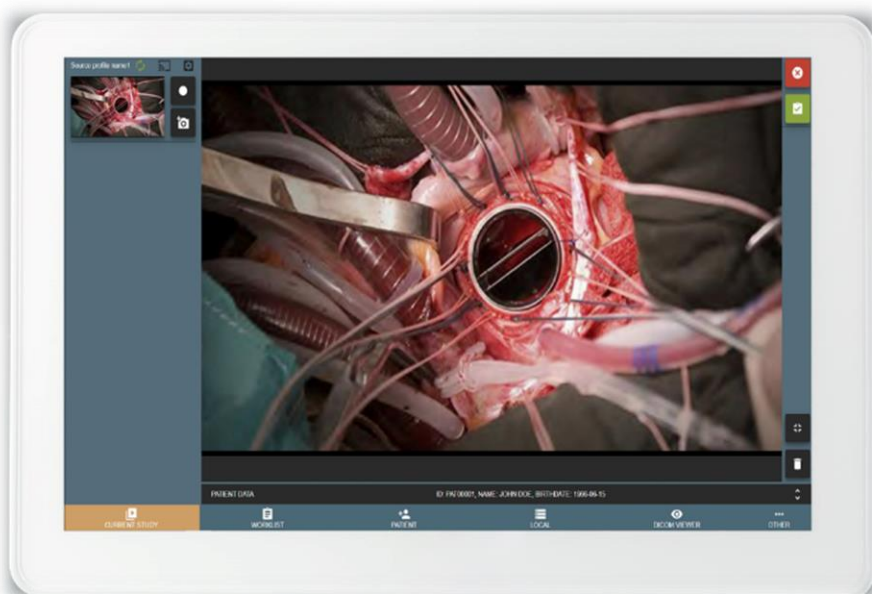 Source profile name1
PATIENT DATA
ID: PAT00001, NAME: JOHN DOE, BIRTHDATE: 1996-06-15
CURRENT STUDY
WORKLIST
PATIENT
LOCAL
DICOM VIEWER
OTHER